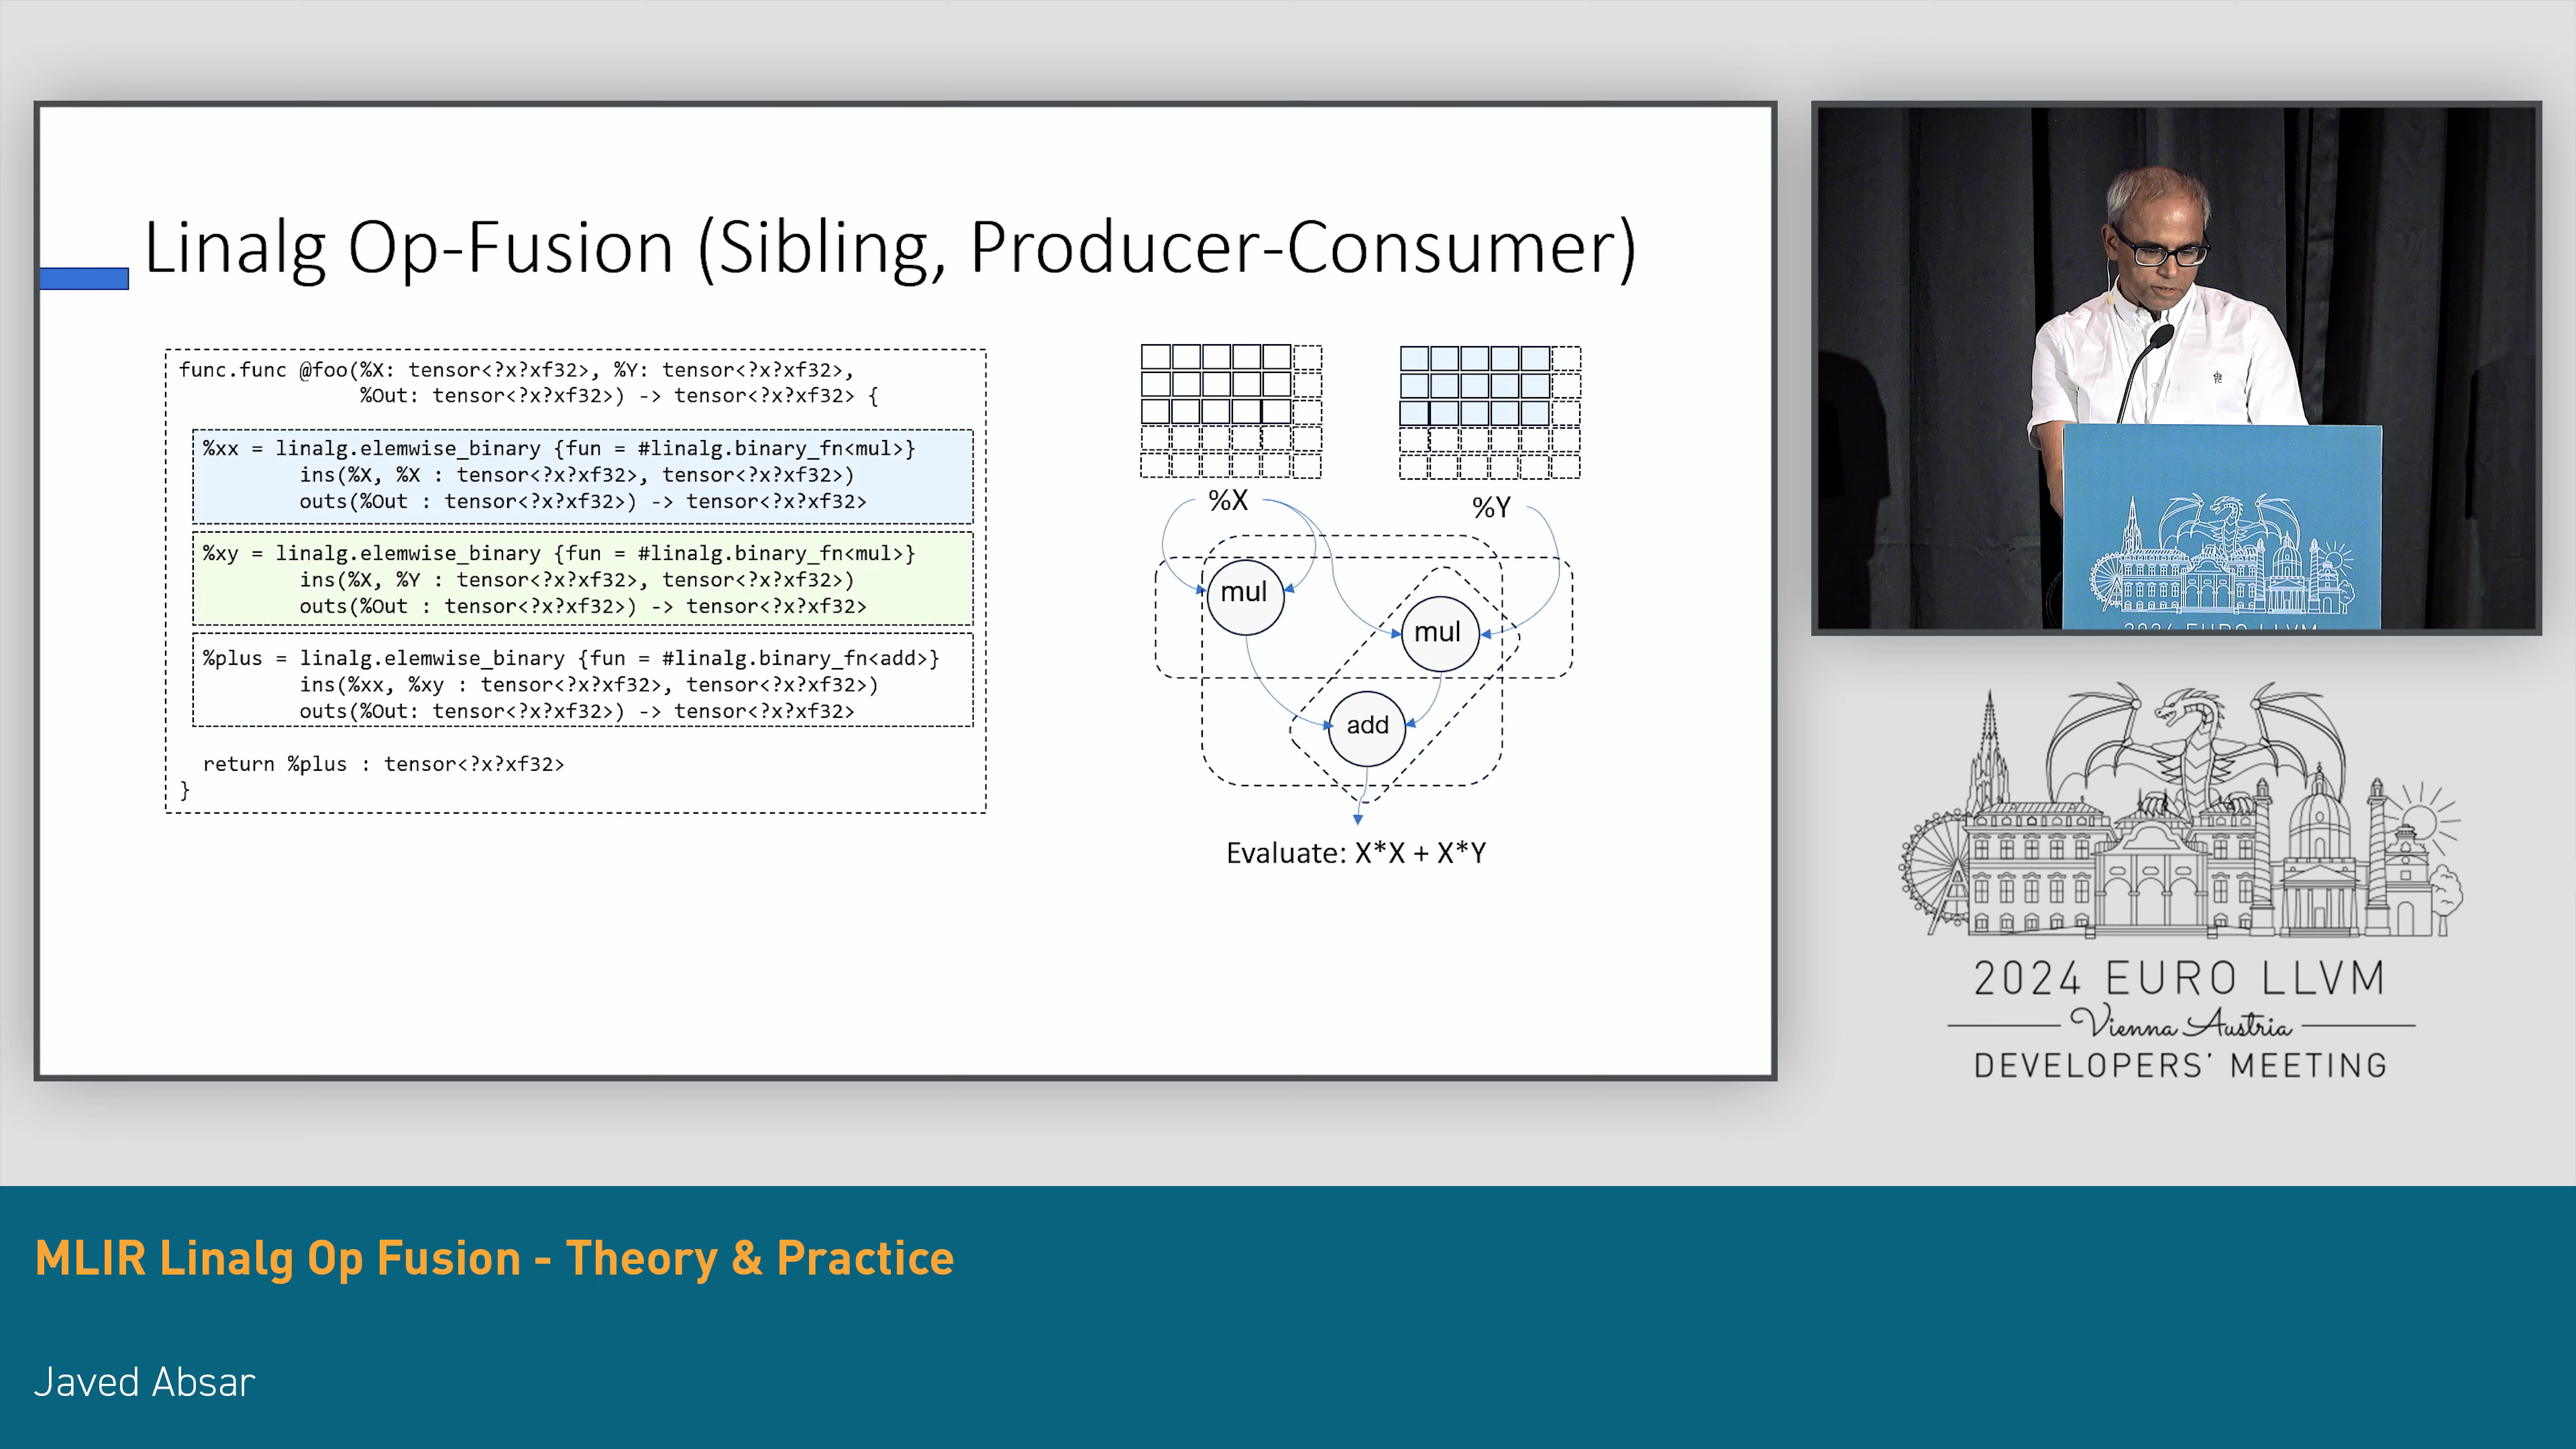 Linalg Op-Fusion (Sibling, Producer-Consumer)
func.func @foo(%X: tensor<?x?xf32>, %Y: tensor<?x?xf32>,
%Out: tensor<?x?xf32>) -> tensor<?x?xf32> {
%xx = linalg.elemwise_binary {fun = #linalg.binary_fn<mul>}
ins(%X, %X : tensor<?x?xf32>, tensor<?x?xf32>)
outs(%Out : tensor<?x?xf32>) -> tensor<?x?xf32>
%xy = linalg.elemwise_binary {fun = #linalg.binary_fn<mul>}
ins(%X, %Y : tensor<?x?xf32>, tensor<?x?xf32>)
outs(%Out : tensor<?x?xf32>) -> tensor<?x?xf32>
%plus = linalg.elemwise_binary {fun = #linalg.binary_fn<add>}
ins(%xx, %xy : tensor<?x?xf32>, tensor<?x?xf32>)
outs(%Out: tensor<?x?xf32>) -> tensor<?x?xf32>
return %plus : tensor<?x?xf32>
}
%X
%Y
mul
mul
add
Evaluate: X*X + X*Y
2024 EURO LLVM
2024 EURO LLVM
Vienna Austria
DEVELOPERS' MEETING
MLIR Linalg Op Fusion - Theory & Practice
Javed Absar